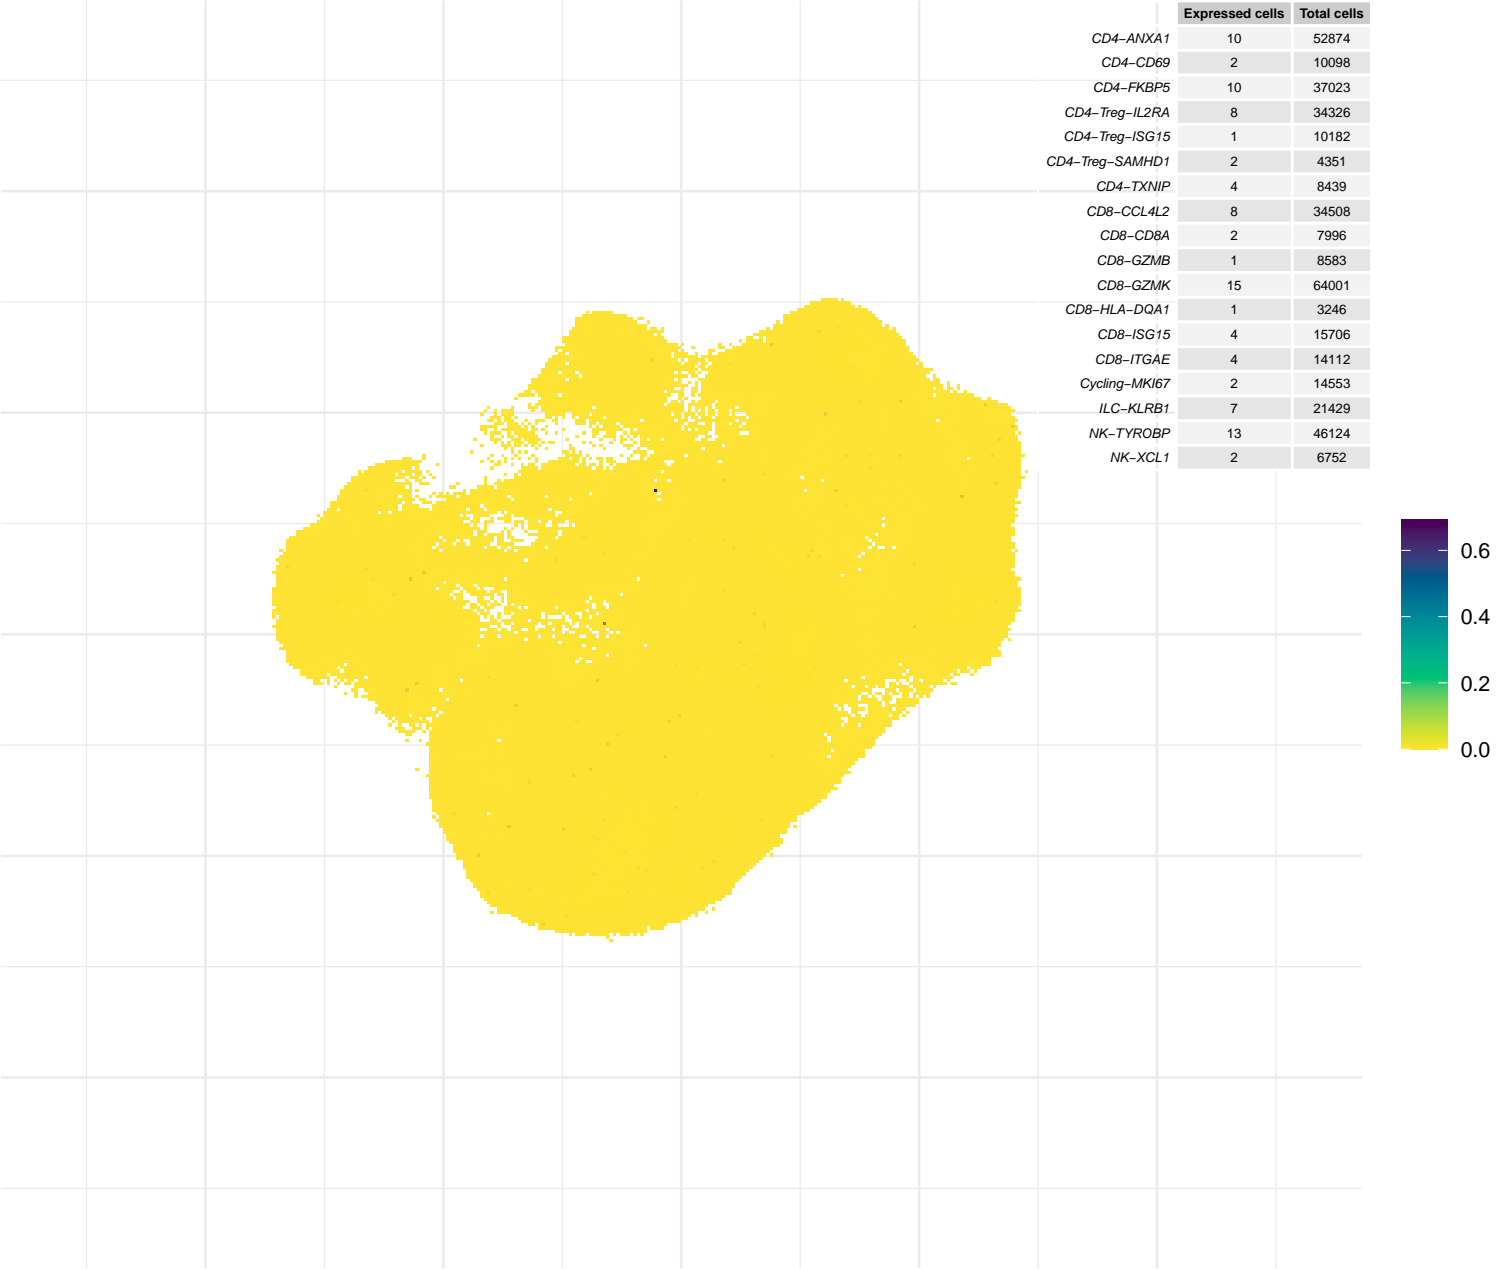 Expressed cells Total cells
CD4−ANXA1 10 52874
CD4−CD69 2 10098
CD4−FKBP5 10 37023
CD4−Treg−IL2RA 8 34326
CD4−Treg−ISG15 1 10182
CD4−Treg−SAMHD1 2 4351
CD4−TXNIP 4 8439
CD8−CCL4L2 8 34508
CD8−CD8A 2 7996
CD8−GZMB 1 8583
CD8−GZMK 15 64001
CD8−HLA−DQA1 1 3246
CD8−ISG15 4 15706
CD8−ITGAE 4 14112
Cycling−MKI67 2 14553
ILC−KLRB1 7 21429
NK−TYROBP 13 46124
NK−XCL1 2 6752
0.6
0.4
0.2
0.0